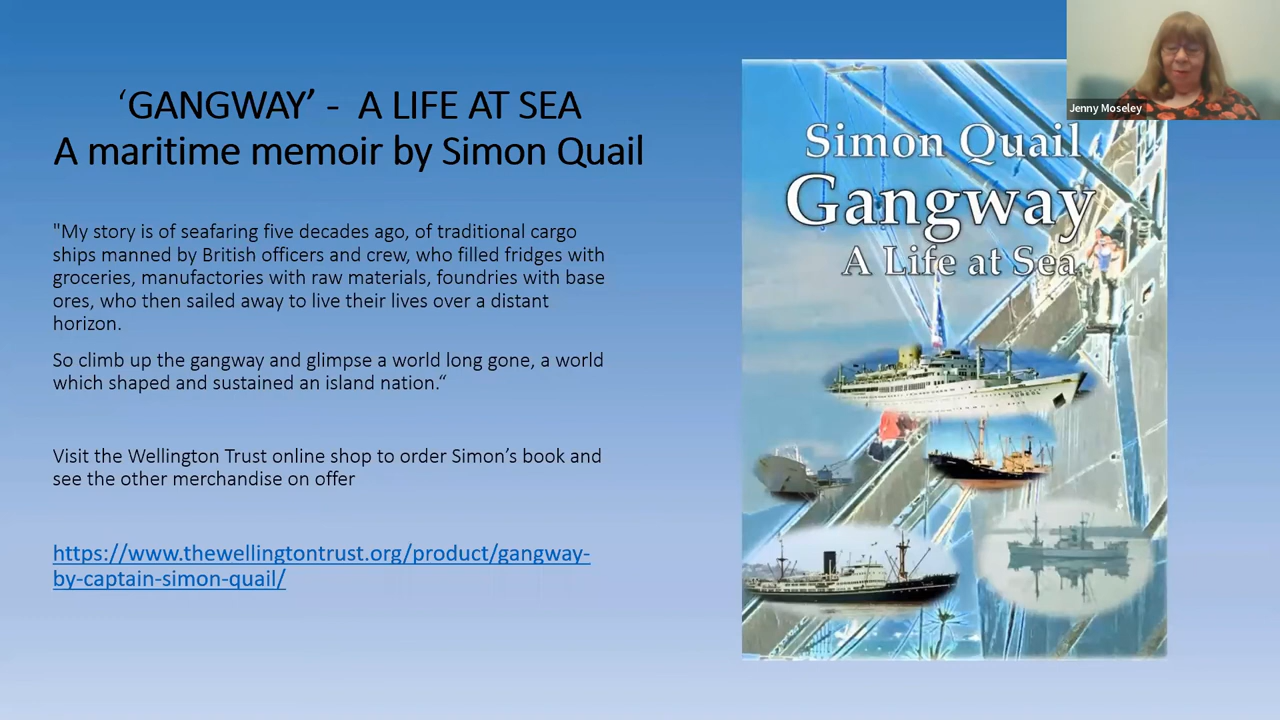 ‘GANGWAY’ - A LIFE AT SEA
A maritime memoir by Simon Quail
"My story is of seafaring five decades ago, of traditional cargo
ships manned by British officers and crew, who filled fridges with
groceries, manufactories with raw materials, foundries with base
ores, who then sailed away to live their lives over a distant
horizon.
So climb up the gangway and glimpse a world long gone, a world
which shaped and sustained an island nation.“
Visit the Wellington Trust online shop to order Simon’s book and
see the other merchandise on offer
https://www.thewellingtontrust.org/product/gangway-
by-captain-simon-quail/
Simon Quail
Gangway
A Life at Sea
Jenny Moseley